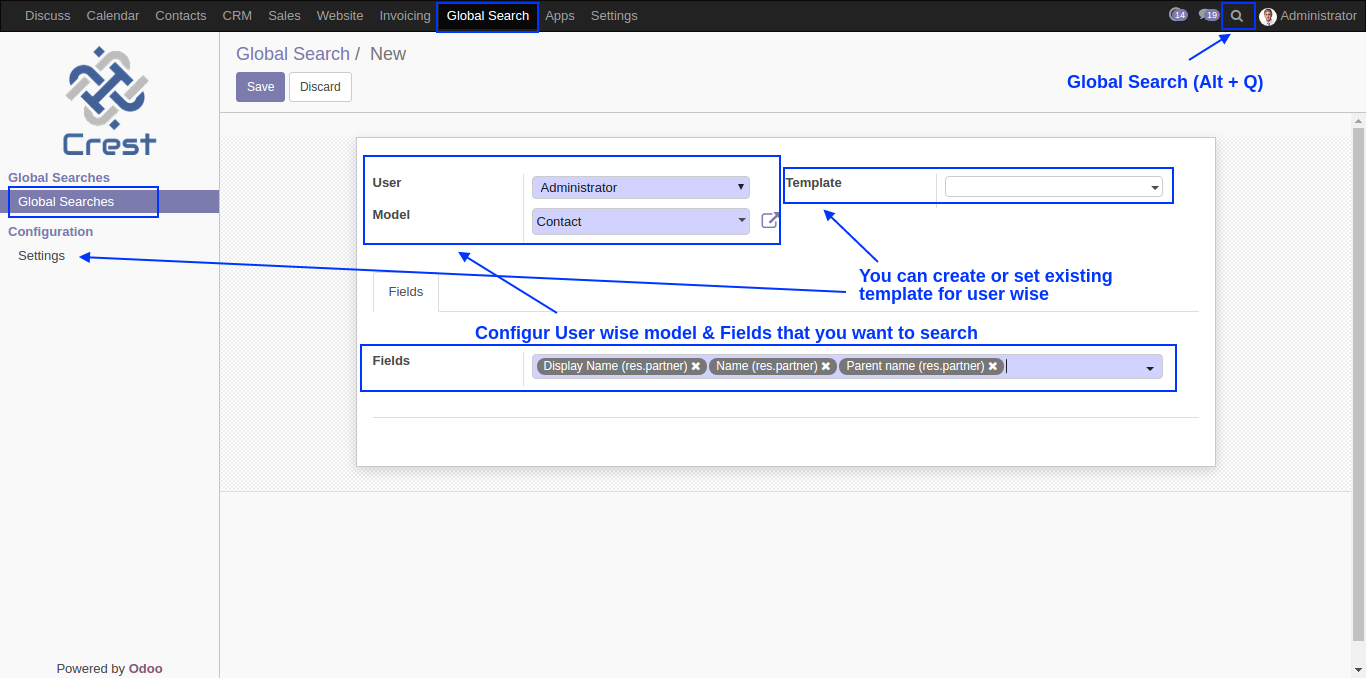 Discuss Calendar Contacts CRM Sales Website Invoicing Global Search Apps Settings 14 19 Administrator
Global Search / New
Save Discard
Global Search (Alt + Q)
Crest
Global Searches
Global Searches
Configuration
Settings
User Administrator
Template
Model Contact
You can create or set existing
template for user wise
Fields
Configur User wise model & Fields that you want to search
Fields Display Name (res.partner) Name (res.partner) Parent name (res.partner)
Powered by Odoo